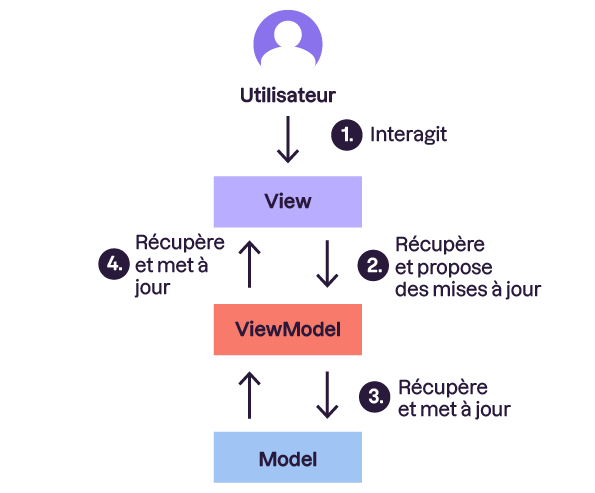 Utilisateur
1. Interagit
View
4. Récupère
et met à
jour
2. Récupère
et propose
des mises à jour
ViewModel
3. Récupère
et met à jour
Model